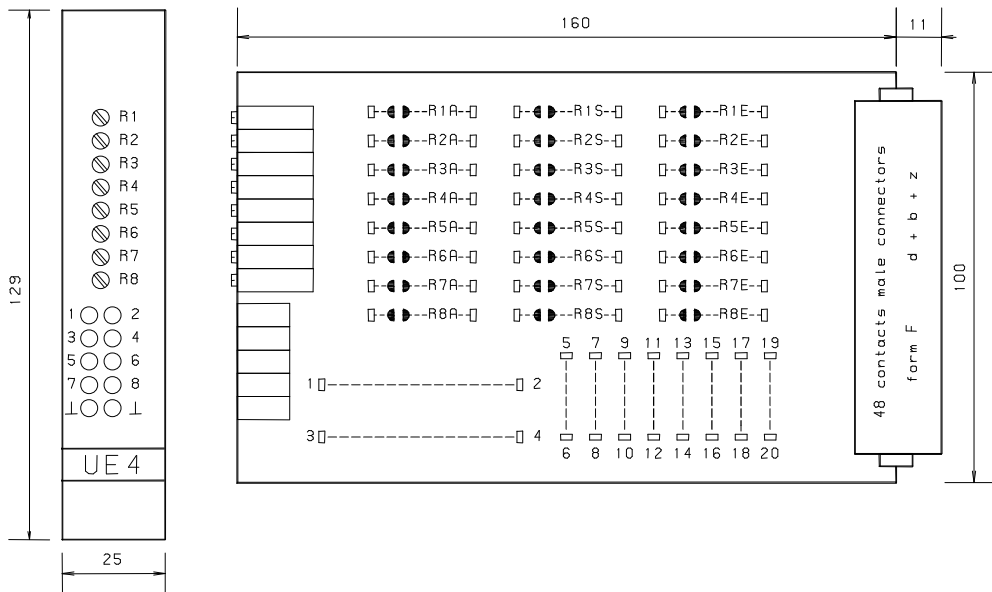 160
11
129
R1
R2
R3
R4
R5
R6
R7
R8
1 2
3 4
5 6
7 8
⊥ ⊥
UE4
25
R1A R1S R1E
R2A R2S R2E
R3A R3S R3E
R4A R4S R4E
R5A R5S R5E
R6A R6S R6E
R7A R7S R7E
R8A R8S R8E
5 7 9 11 13 15 17 19
1 2
3 4
6 8 10 12 14 16 18 20
48 contacts male connectors
form F d + b + z
100